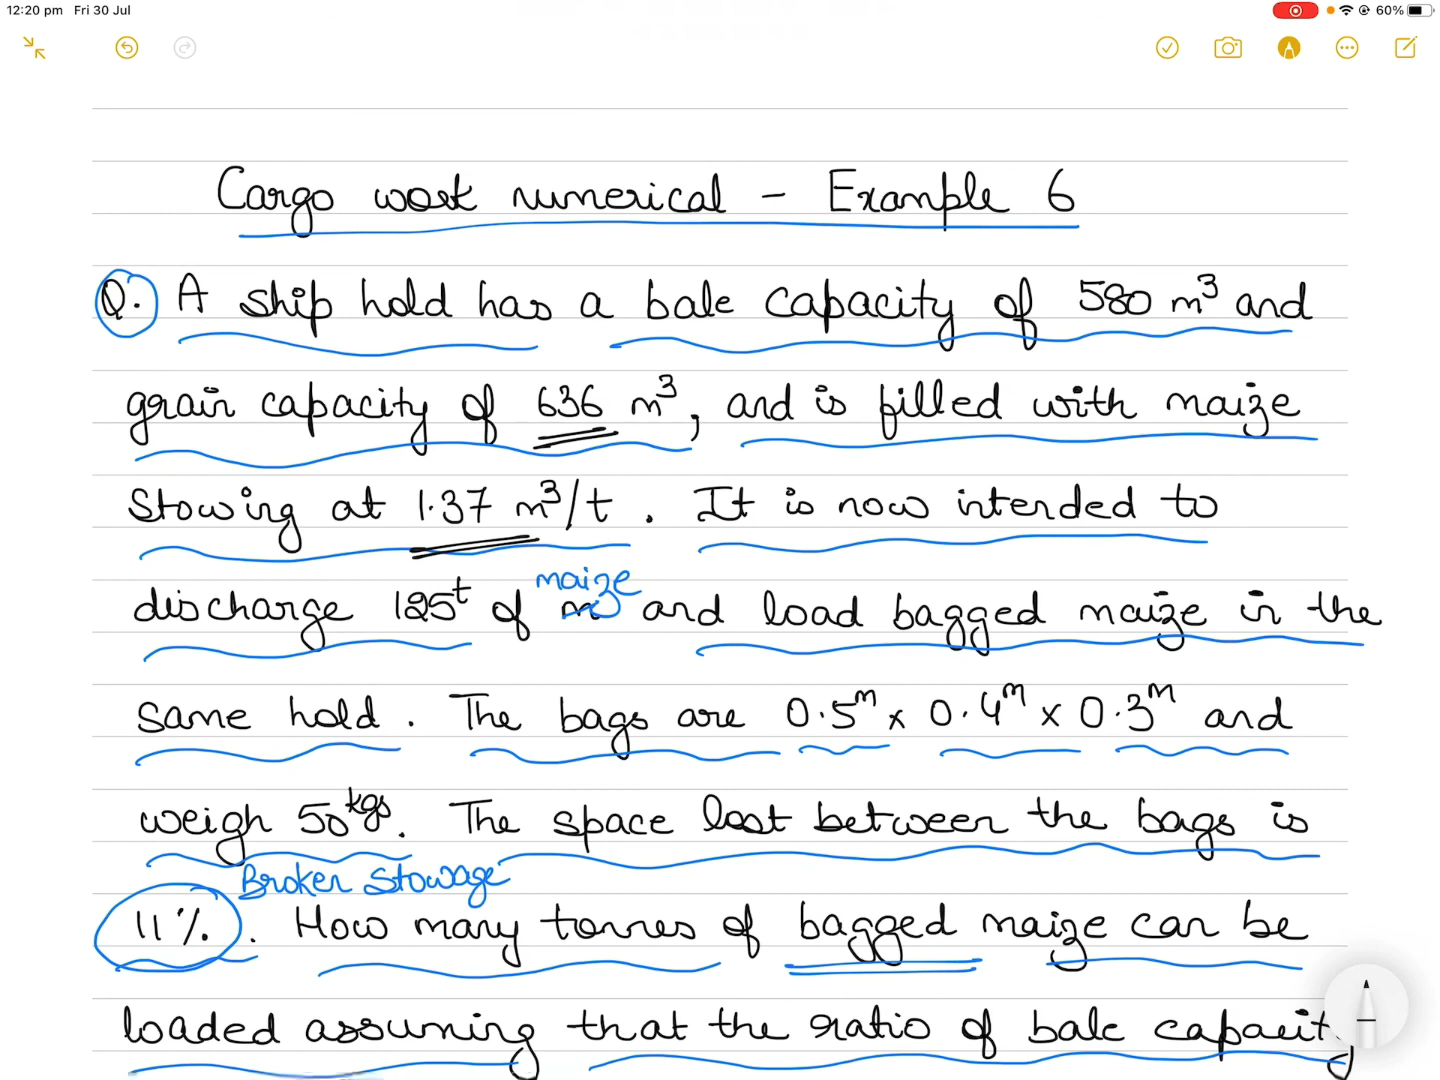 12:20 pm Fri 30 Jul
60%
Cargo work numerical - Example 6
Q. A ship hold has a bale capacity of 580 m³ and
grain capacity of 636 m³, and is filled with maize
stowing at 1.37 m³/t. It is now intended to
maize
discharge 125t of m and load bagged maize in the
same hold. The bags are 0.5m x 0.4m x 0.3m and
weigh 50kgs. The space lost between the bags is
Broker Stowage
11%. How many tonnes of bagged maize can be
loaded assuming that the ratio of bale capacity